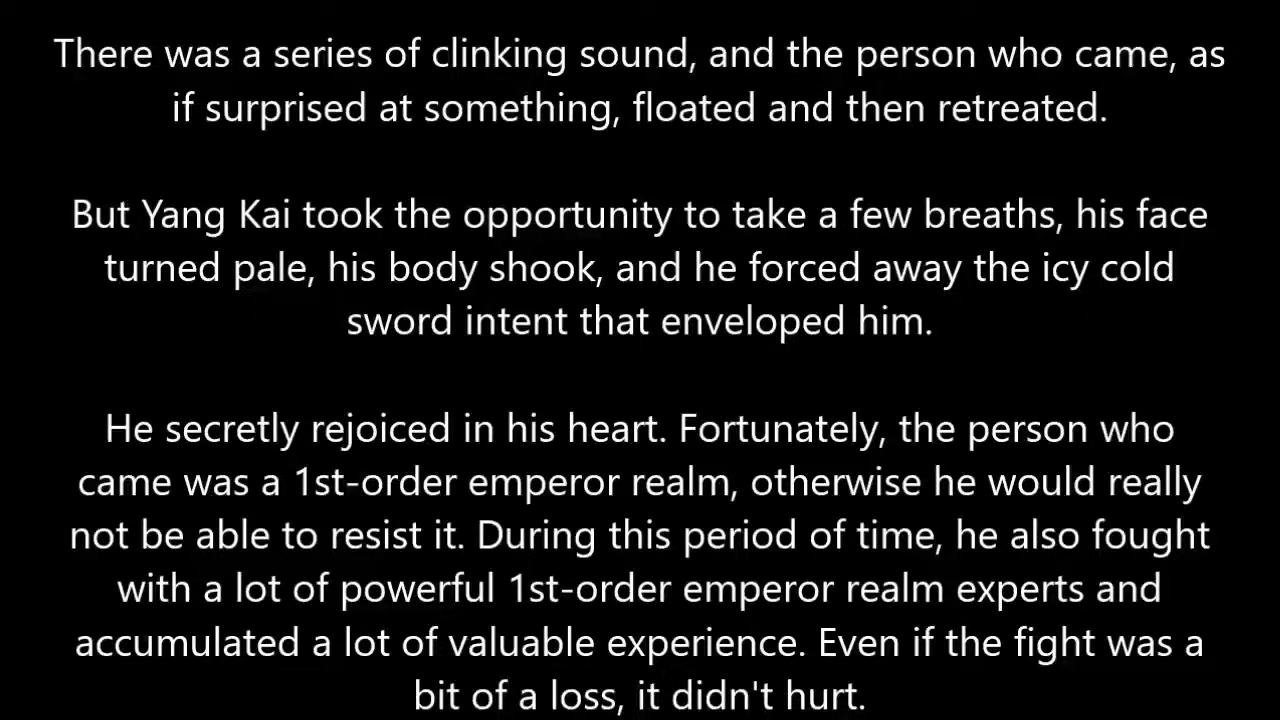 There was a series of clinking sound, and the person who came, as
if surprised at something, floated and then retreated.
But Yang Kai took the opportunity to take a few breaths, his face
turned pale, his body shook, and he forced away the icy cold
sword intent that enveloped him.
He secretly rejoiced in his heart. Fortunately, the person who
came was a 1st-order emperor realm, otherwise he would really
not be able to resist it. During this period of time, he also fought
with a lot of powerful 1st-order emperor realm experts and
accumulated a lot of valuable experience. Even if the fight was a
bit of a loss, it didn't hurt.